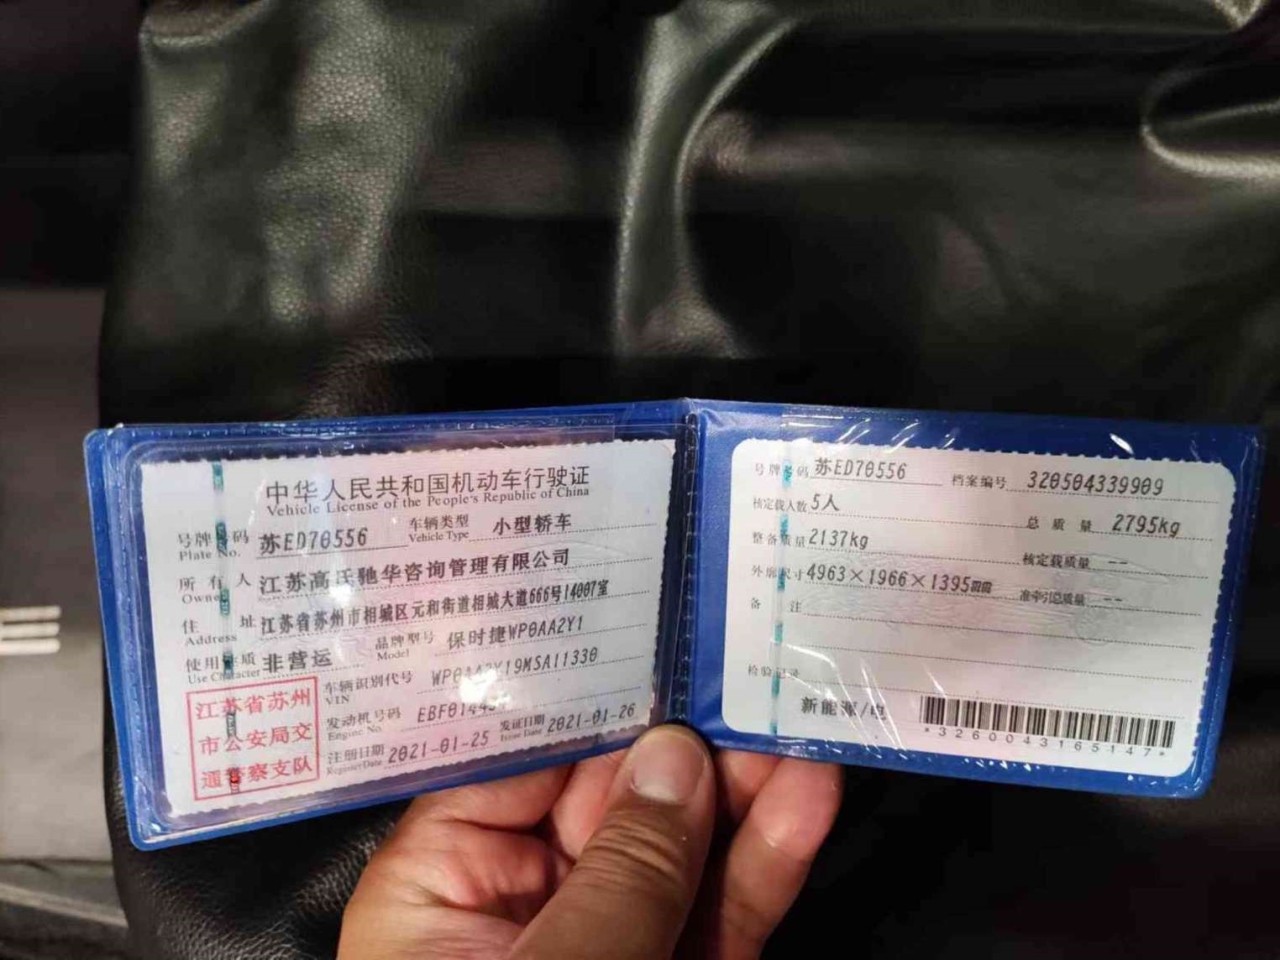 中华人民共和国机动车行驶证
Vehicle License of the People's Republic of China
号牌号码 Plate No. 苏ED70556 车辆类型 Vehicle Type 小型轿车
所有人 Owner 江苏高氏驰华咨询管理有限公司
住址 Address 江苏省苏州市相城区元和街道相城大道666号14007室
使用性质 Use Character 非营运 品牌型号 Model 保时捷WP0AA2Y1
车辆识别代号 VIN
发动机号码 Engine No.
注册日期 Register Date 2021-01-25 发证日期 Issue Date 2021-01-26
江苏省苏州
市公安局交
通警察支队
号牌号码 苏ED70556 档案编号 320504339909
核定载人数 5人 总质量 2795kg
整备质量 2137kg 核定载质量 --
外廓尺寸 4963×1966×1395㎜ 准牵引总质量 --
备注
检验记录
新能源/
*3260043165147*